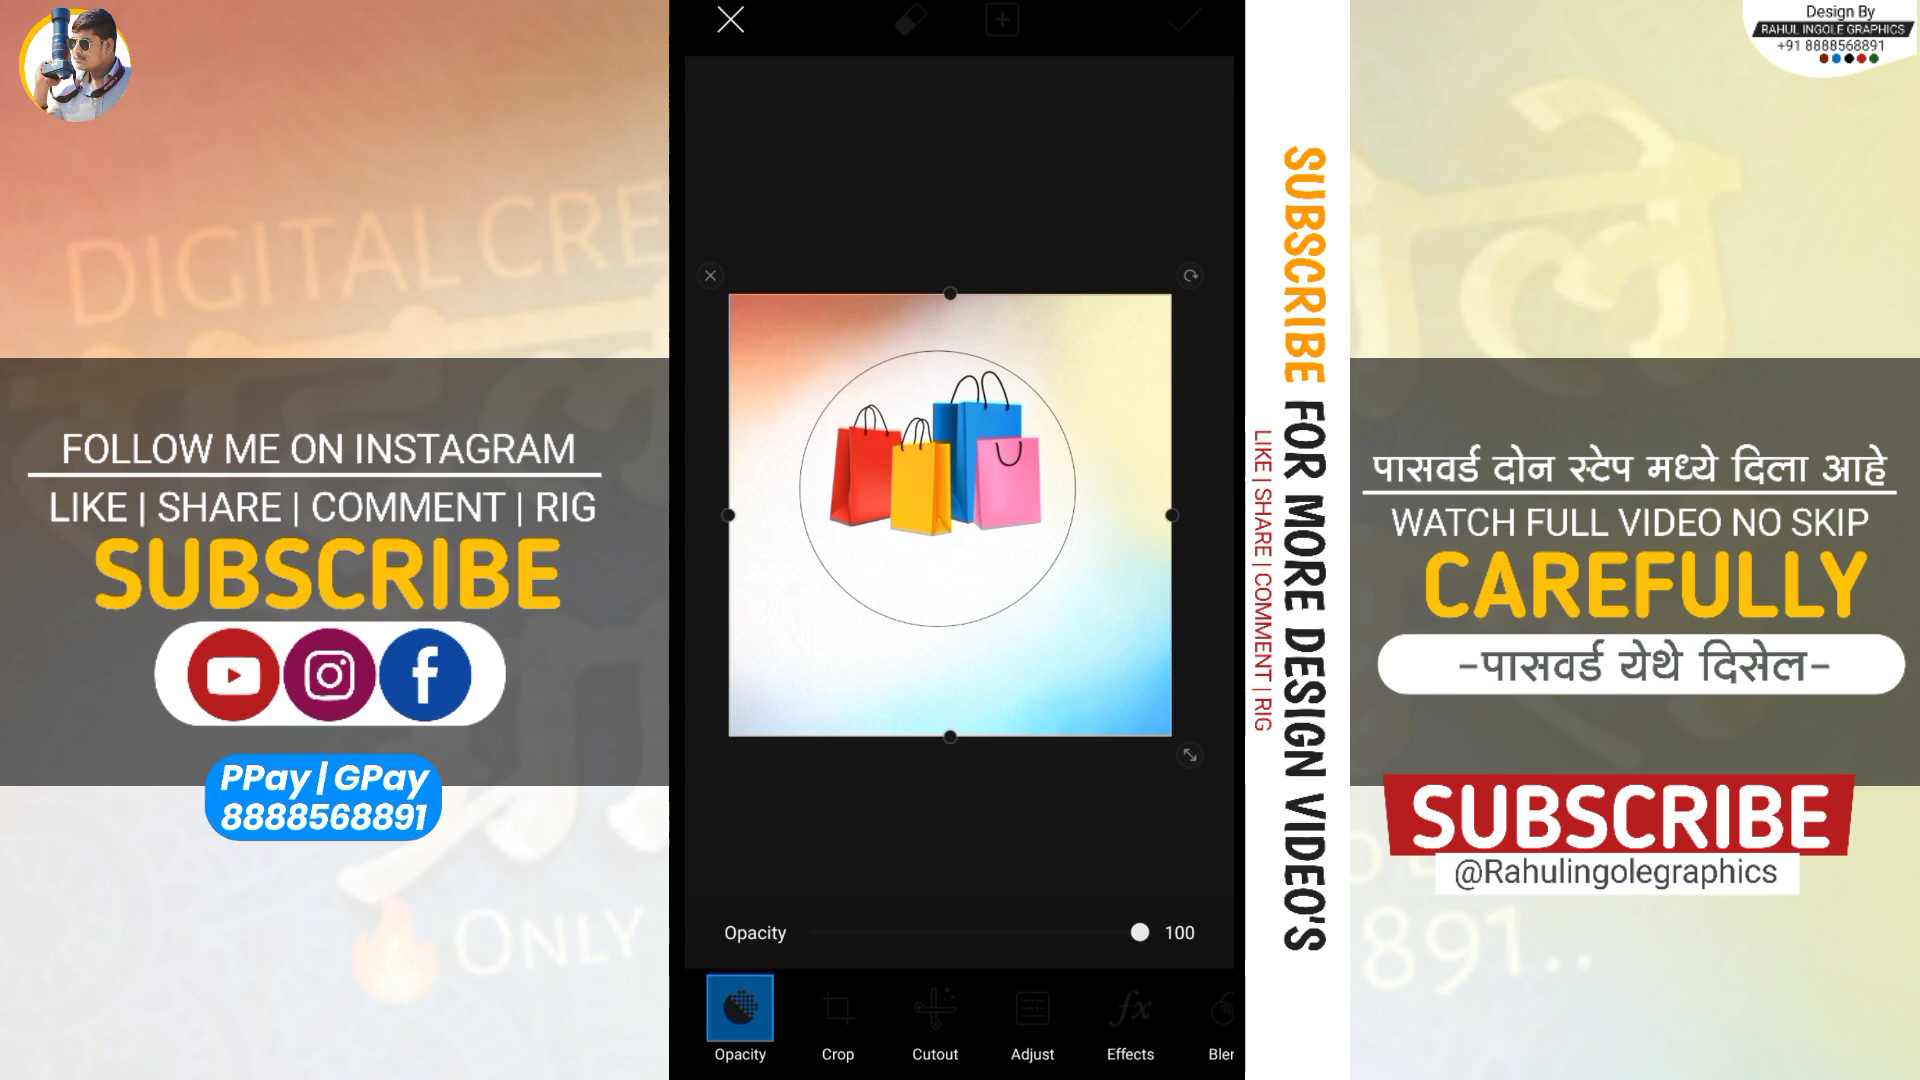 Design By
RAHUL INGOLE GRAPHICS
+91 8888568891
DIGITAL CRE
FOLLOW ME ON INSTAGRAM
LIKE | SHARE | COMMENT | RIG
SUBSCRIBE
PPay | GPay
8888568891
ONLY
Opacity
100
Opacity
Crop
Cutout
Adjust
Effects
Bler
SUBSCRIBE FOR MORE DESIGN VIDEO'S
LIKE | SHARE | COMMENT | RIG
पासवर्ड दोन स्टेप मध्ये दिला आहे
WATCH FULL VIDEO NO SKIP
CAREFULLY
-पासवर्ड येथे दिसेल-
SUBSCRIBE
@Rahulingolegraphics
891..